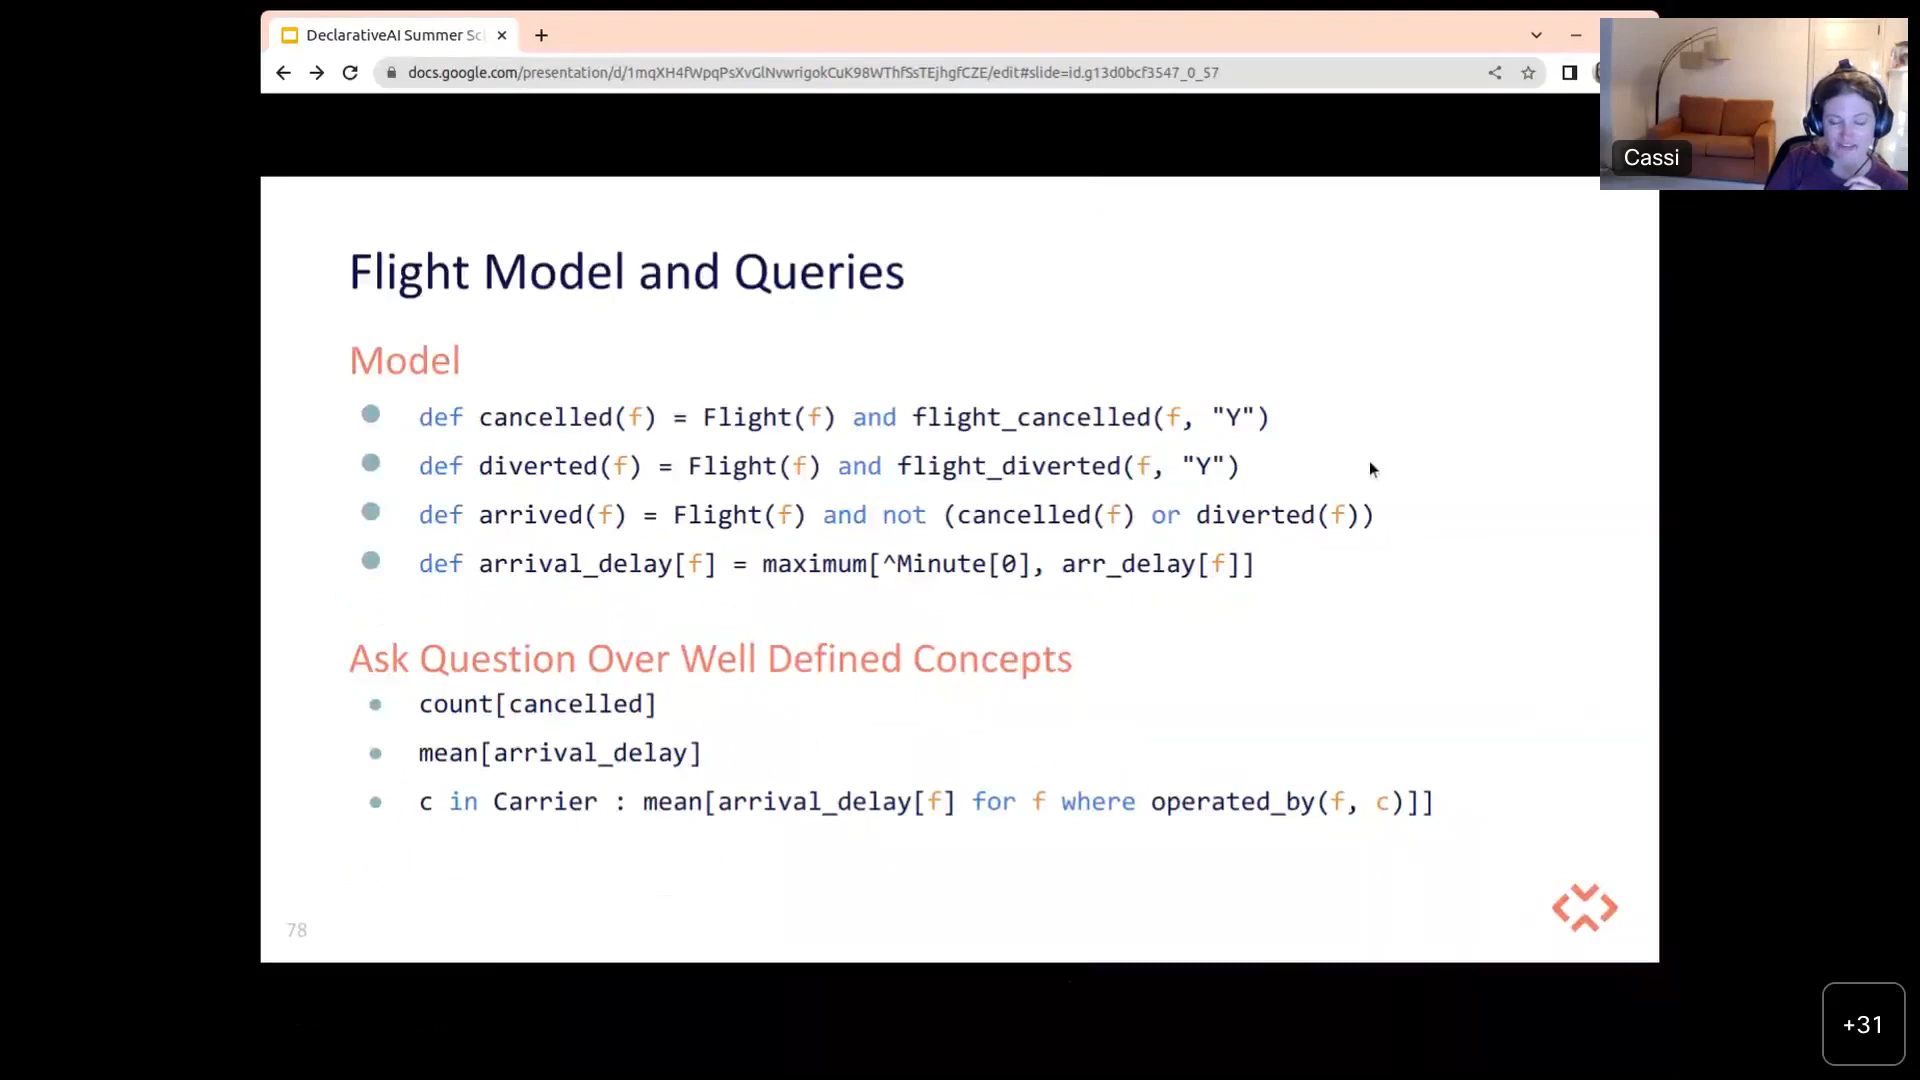 DeclarativeAI Summer Sc
docs.google.com/presentation/d/1mqXH4fWpqPsXvGlNvwrigokCuK98WThfSsTEjhgfCZE/edit#slide=id.g13d0bcf3547_0_57
Cassi
Flight Model and Queries
Model
def cancelled(f) = Flight(f) and flight_cancelled(f, "Y")
def diverted(f) = Flight(f) and flight_diverted(f, "Y")
def arrived(f) = Flight(f) and not (cancelled(f) or diverted(f))
def arrival_delay[f] = maximum[^Minute[0], arr_delay[f]]
Ask Question Over Well Defined Concepts
count[cancelled]
mean[arrival_delay]
c in Carrier : mean[arrival_delay[f] for f where operated_by(f, c)]]
78
+31